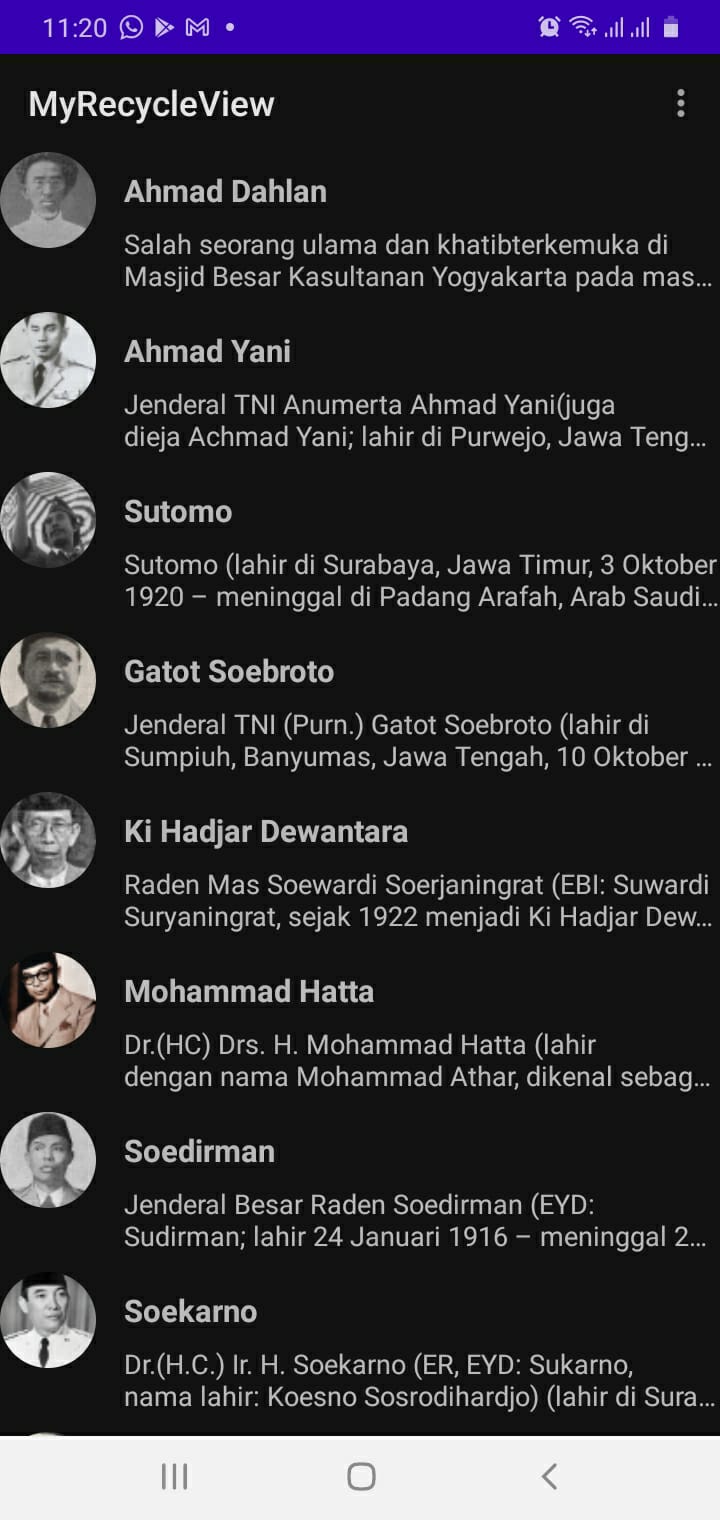 11:20
MyRecycleView
Ahmad Dahlan
Salah seorang ulama dan khatibterkemuka di
Masjid Besar Kasultanan Yogyakarta pada mas...
Ahmad Yani
Jenderal TNI Anumerta Ahmad Yani(juga
dieja Achmad Yani; lahir di Purwejo, Jawa Teng...
Sutomo
Sutomo (lahir di Surabaya, Jawa Timur, 3 Oktober
1920 – meninggal di Padang Arafah, Arab Saudi...
Gatot Soebroto
Jenderal TNI (Purn.) Gatot Soebroto (lahir di
Sumpiuh, Banyumas, Jawa Tengah, 10 Oktober ...
Ki Hadjar Dewantara
Raden Mas Soewardi Soerjaningrat (EBI: Suwardi
Suryaningrat, sejak 1922 menjadi Ki Hadjar Dew...
Mohammad Hatta
Dr.(HC) Drs. H. Mohammad Hatta (lahir
dengan nama Mohammad Athar, dikenal sebag...
Soedirman
Jenderal Besar Raden Soedirman (EYD:
Sudirman; lahir 24 Januari 1916 – meninggal 2...
Soekarno
Dr.(H.C.) Ir. H. Soekarno (ER, EYD: Sukarno,
nama lahir: Koesno Sosrodihardjo) (lahir di Sura...